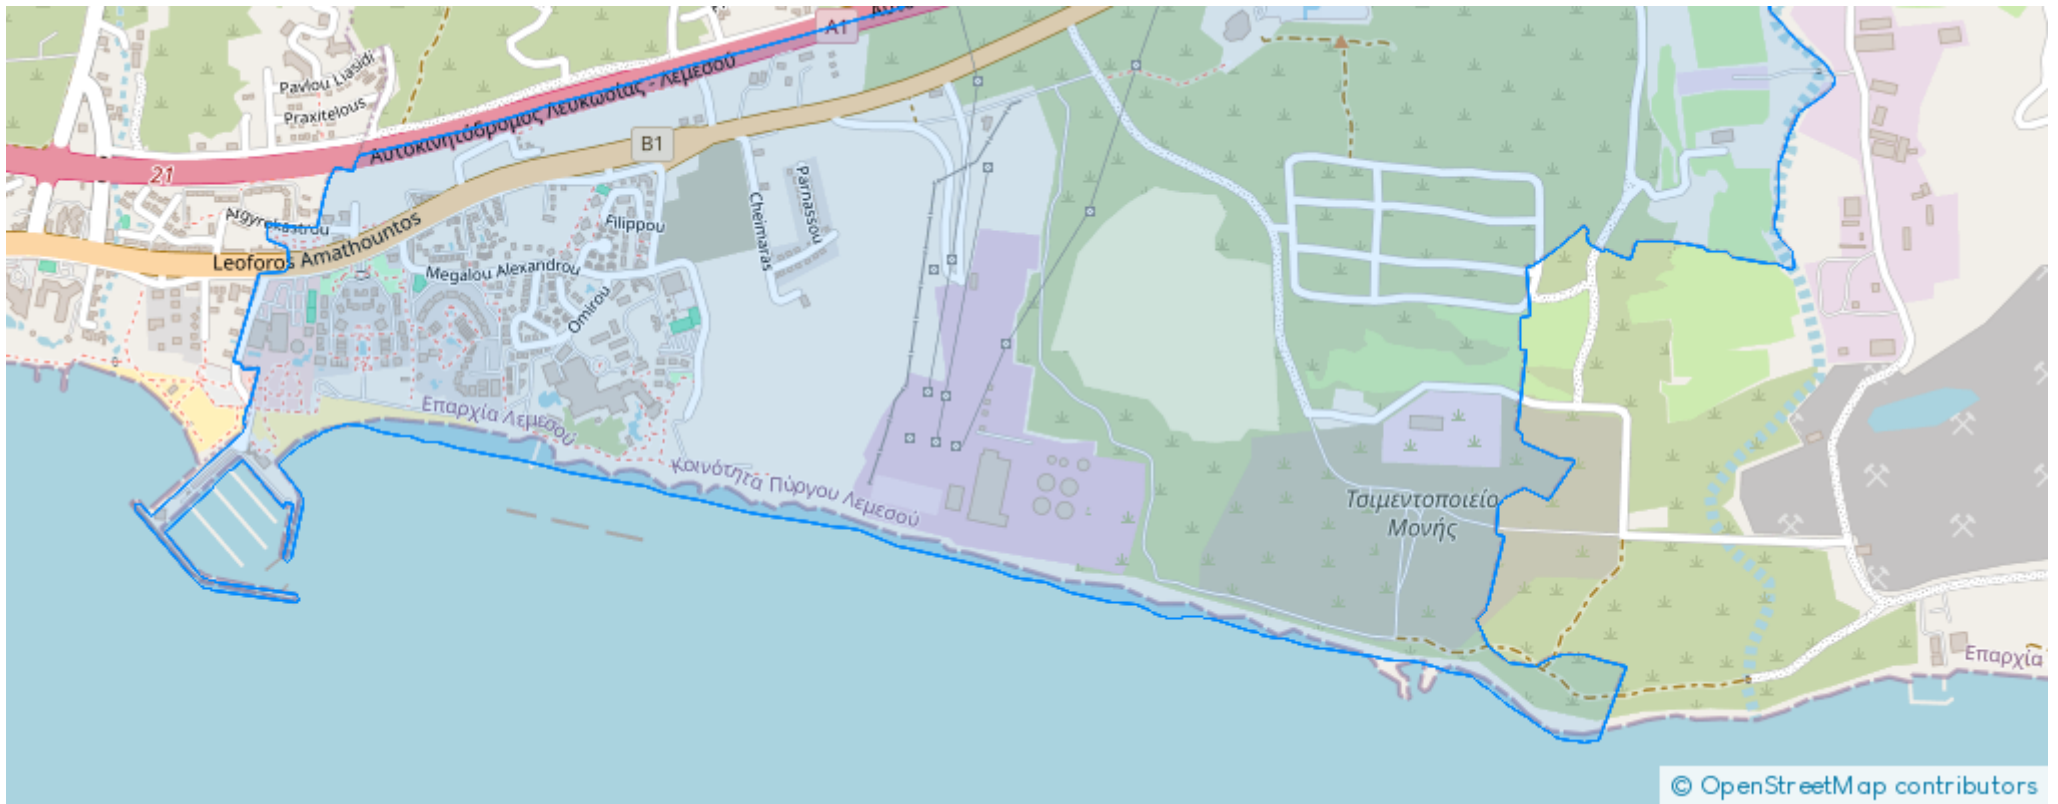 A1
Αυτο
Pavlou Liasidi
Praxitelous
Αυτοκινητόδρομος Λευκωσίας - Λεμεσού
B1
21
Argyrokastrou
Leoforos Amathountos
Filippou
Cheimaras
Parnassou
Megalou Alexandrou
Omirou
Επαρχία Λεμεσού
Κοινότητα Πύργου Λεμεσού
Τσιμεντοποιείο
Μονής
Επαρχία
© OpenStreetMap contributors